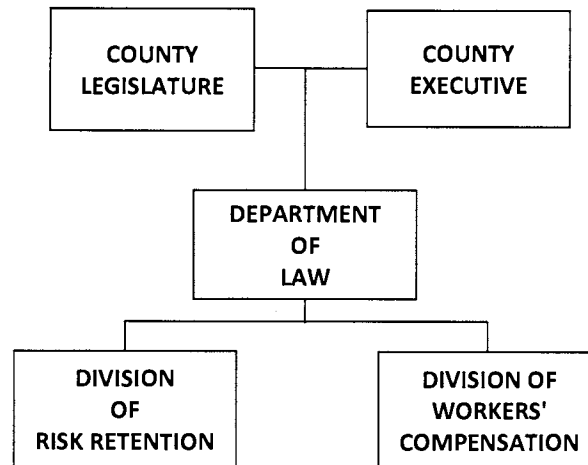 COUNTY
LEGISLATURE
COUNTY
EXECUTIVE
DEPARTMENT
OF
LAW
DIVISION
OF
RISK RETENTION
DIVISION OF
WORKERS'
COMPENSATION